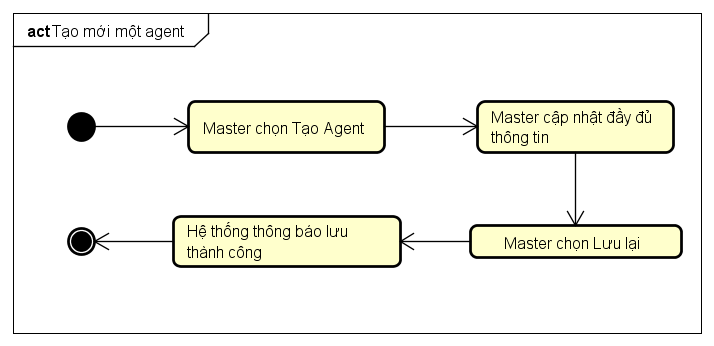 act Tạo mới một agent
Master chọn Tạo Agent
Master cập nhật đầy đủ
thông tin
Master chọn Lưu lại
Hệ thống thông báo lưu
thành công